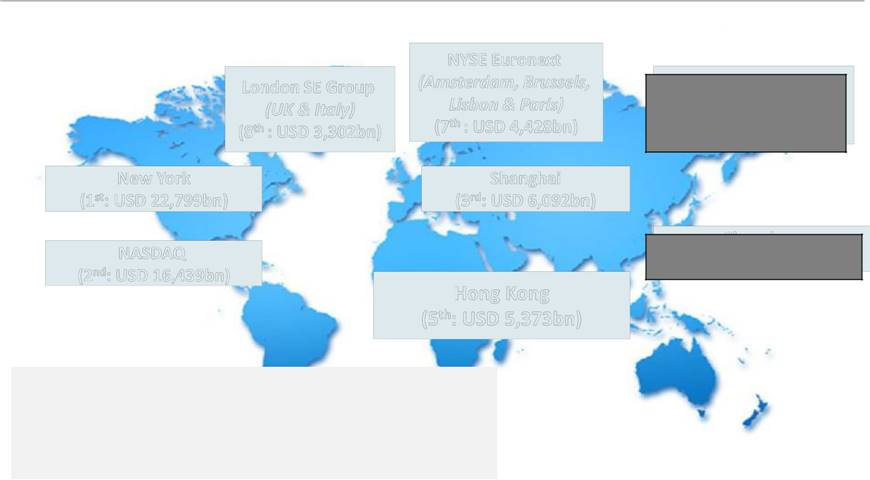 NYSE Euronext
(Amsterdam, Brussels,
Lisbon & Paris)
(7th : USD 4,428bn)
London SE Group
(UK & Italy)
(8th : USD 3,302bn)
New York
(1st: USD 22,799bn)
Shanghai
(3rd: USD 6,092bn)
NASDAQ
(2nd: USD 16,439bn)
Hong Kong
(5th: USD 5,373bn)